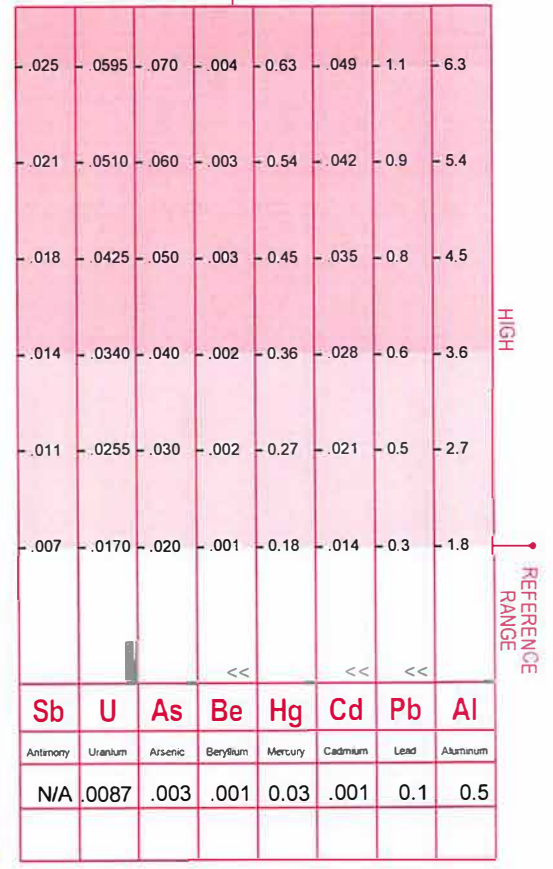 .025 .0595 .070 .004 0.63 .049 1.1 6.3
.021 .0510 .060 .003 0.54 .042 0.9 5.4
.018 .0425 .050 .003 0.45 .035 0.8 4.5
HIGH
.014 .0340 .040 .002 0.36 .028 0.6 3.6
.011 .0255 .030 .002 0.27 .021 0.5 2.7
.007 .0170 .020 .001 0.18 .014 0.3 1.8
REFERENCE
RANGE
<< << <<
Sb U As Be Hg Cd Pb Al
Antimony Uranium Arsenic Beryllium Mercury Cadmium Lead Aluminum
N/A .0087 .003 .001 0.03 .001 0.1 0.5